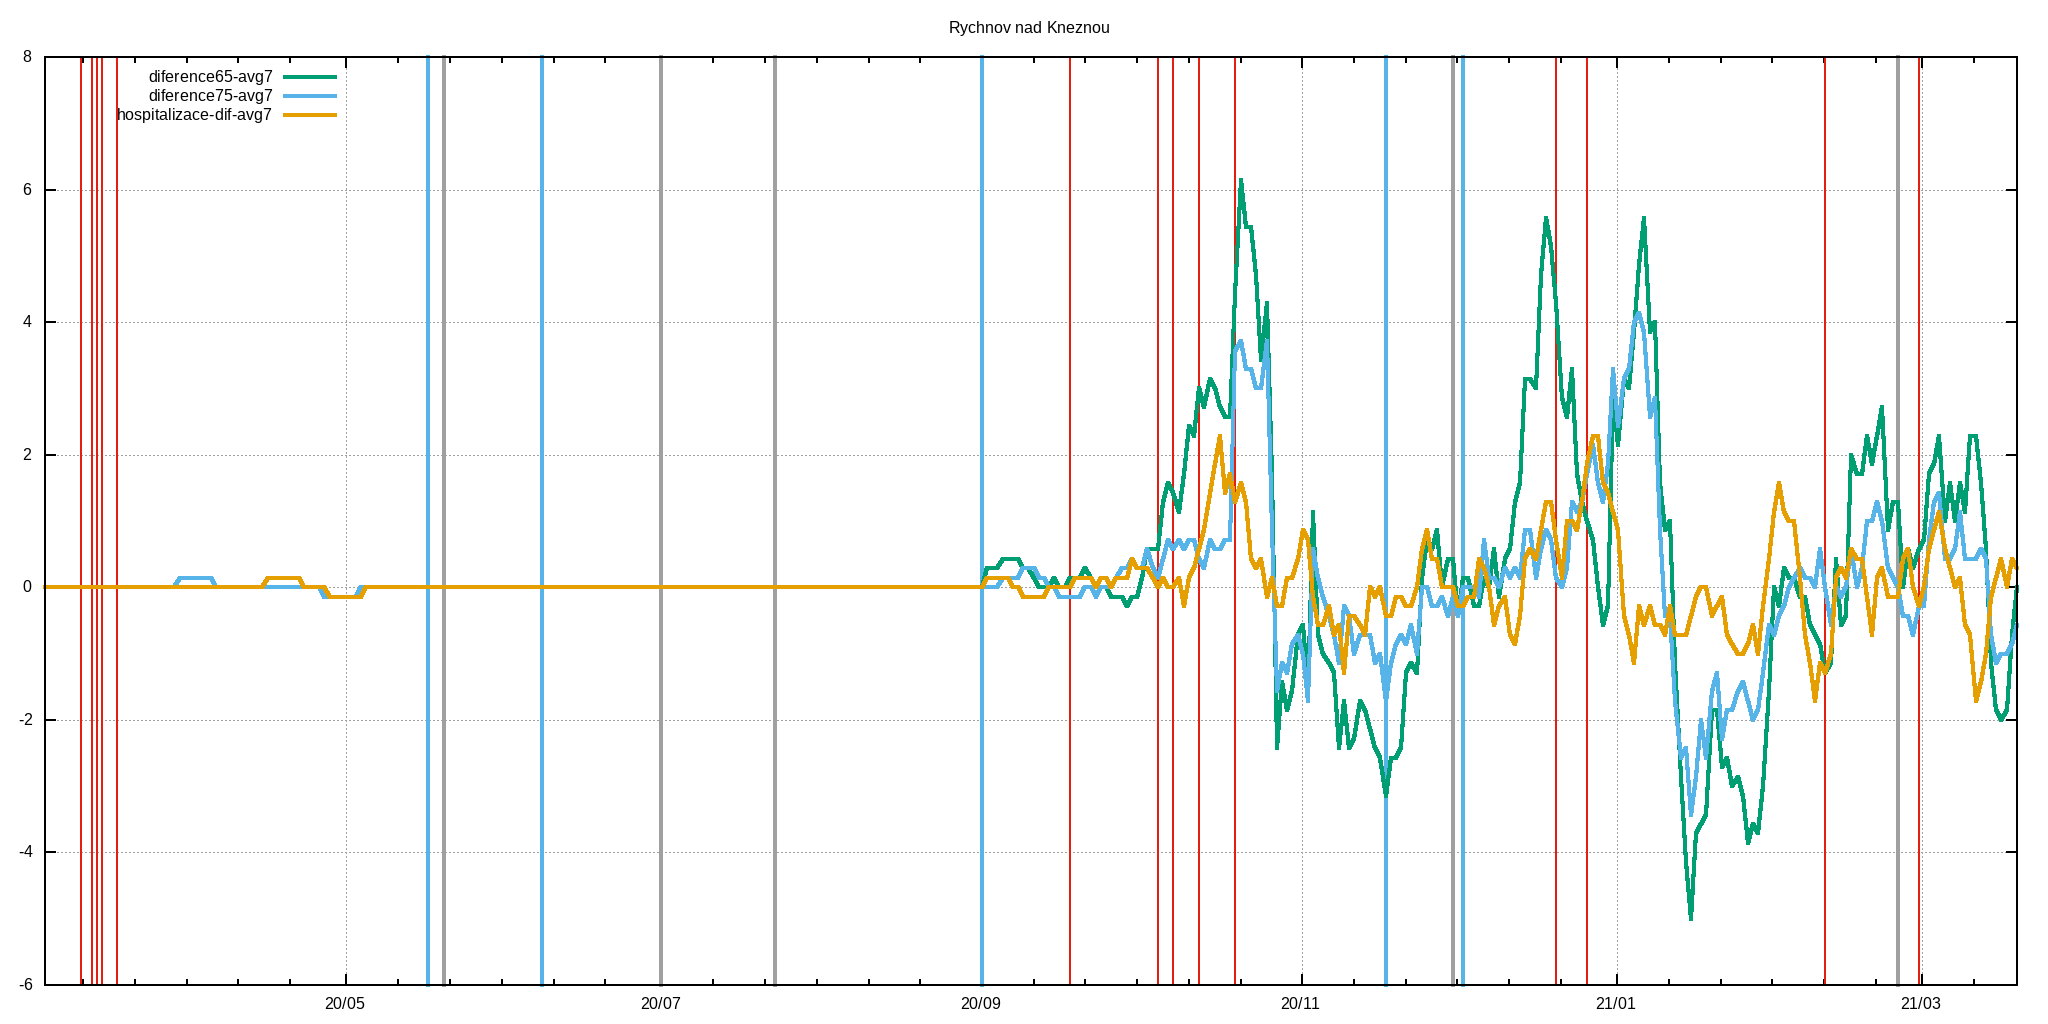 Rychnov nad Kneznou
8
diference65-avg7
diference75-avg7
hospitalizace-dif-avg7
6
4
2
0
-2
-4
-6
20/05 20/07 20/09 20/11 21/01 21/03